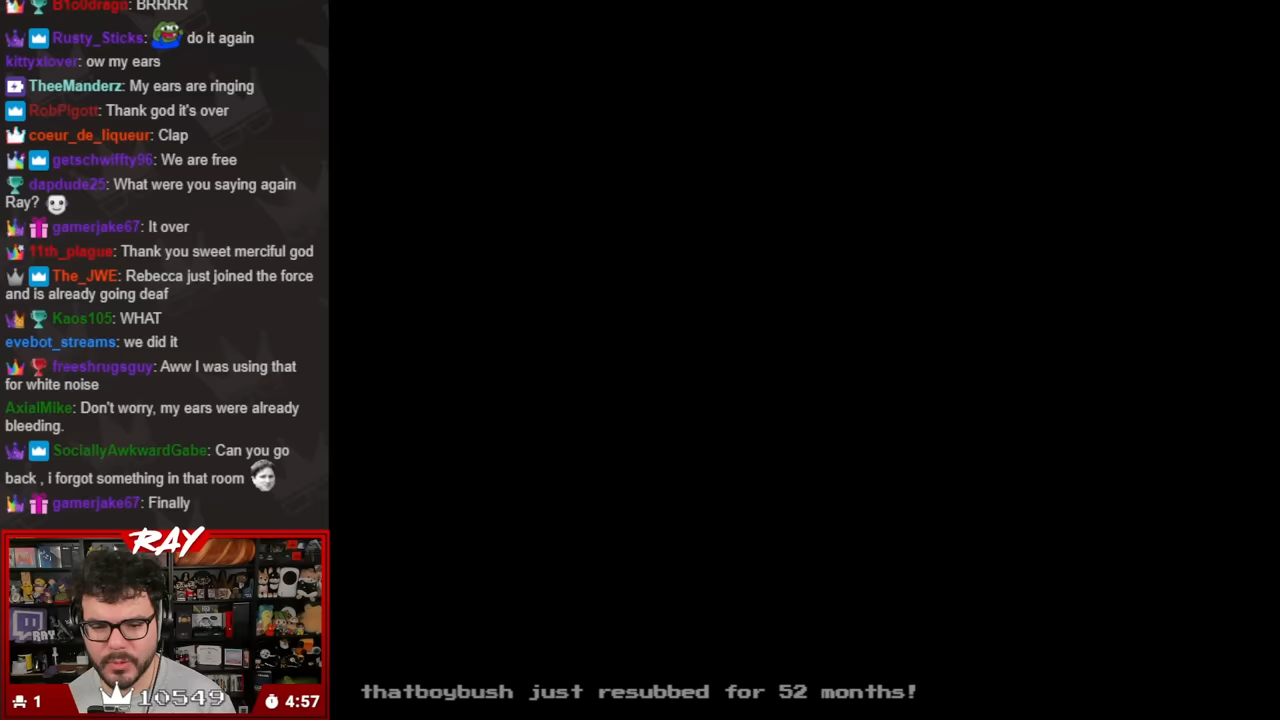 B1o0dragn: BRRRR
Rusty_Sticks: do it again
kittyxlover: ow my ears
TheeManderz: My ears are ringing
RobPigott: Thank god it's over
coeur_de_liqueur: Clap
getschwiffty96: We are free
dapdude25: What were you saying again
Ray?
gamerjake67: It over
11th_plague: Thank you sweet merciful god
The_JWE: Rebecca just joined the force
and is already going deaf
Kaos105: WHAT
evebot_streams: we did it
freeshrugsguy: Aww I was using that
for white noise
AxialMike: Don't worry, my ears were already
bleeding.
SociallyAwkwardGabe: Can you go
back , i forgot something in that room
gamerjake67: Finally
RAY
1
10549
4:57
thatboybush just resubbed for 52 months!